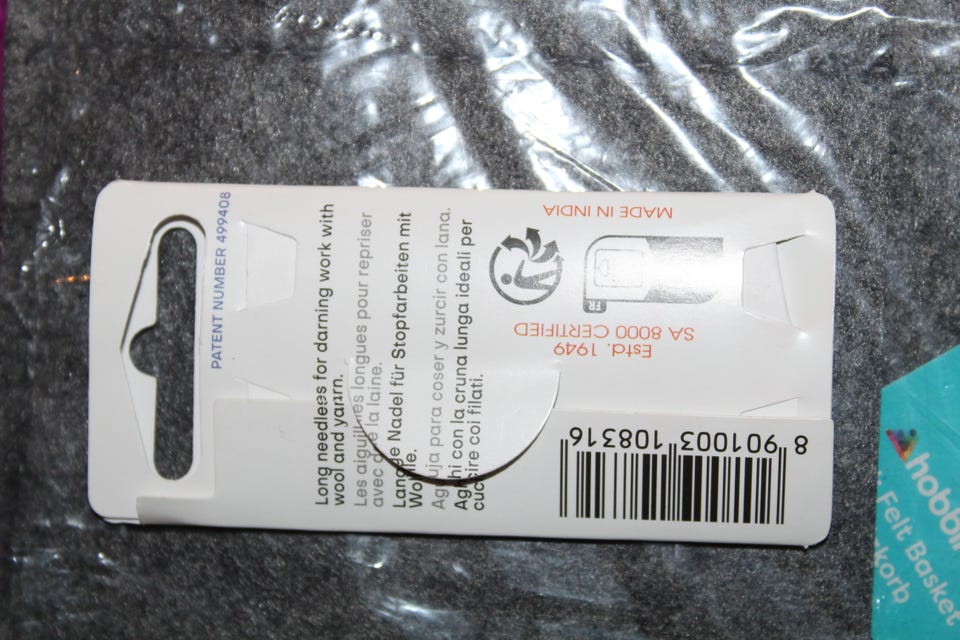 PATENT NUMBER 499408
Long needles for darning work with
wool and yarn.
Les aiguilles longues pour repriser
avec de la laine.
Lange Nadel für Stopfarbeiten mit
Wolle.
Aguja para coser y zurcir con lana.
Aghi con la cruna lunga ideali per
cucire coi filati.
MADE IN INDIA
FR
Estd. 1949
SA 8000 CERTIFIED
8 901003 108316
hobbii
Felt Basket
korb